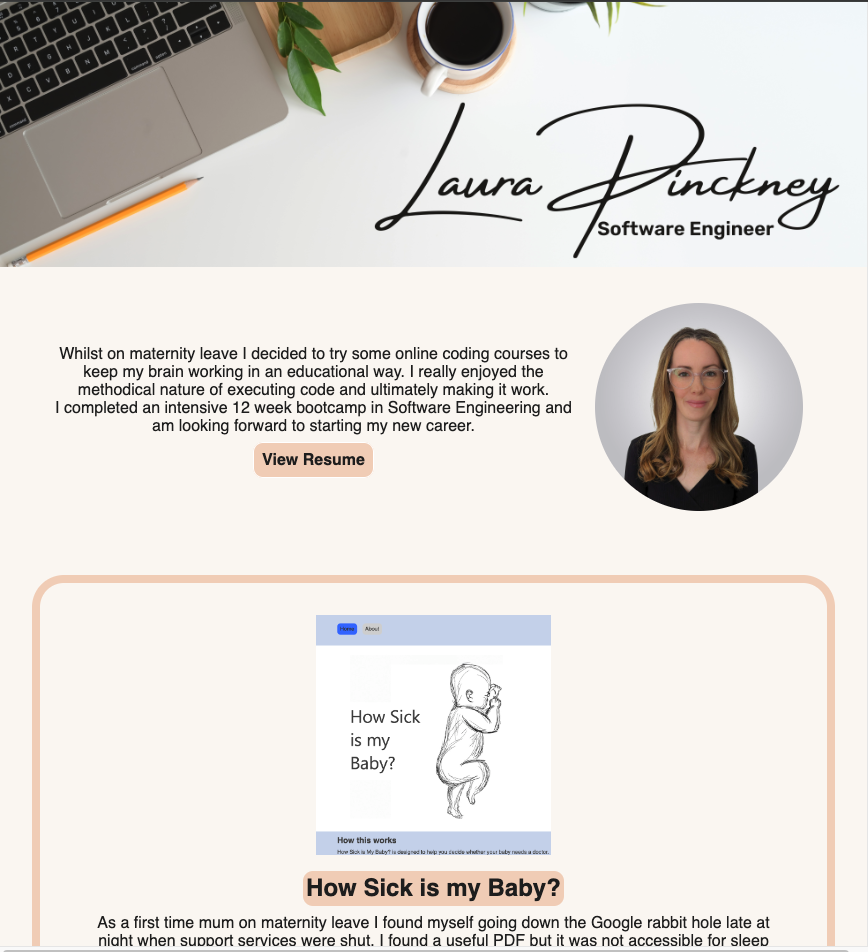 Laura Pinckney
Software Engineer
Whilst on maternity leave I decided to try some online coding courses to
keep my brain working in an educational way. I really enjoyed the
methodical nature of executing code and ultimately making it work.
I completed an intensive 12 week bootcamp in Software Engineering and
am looking forward to starting my new career.
View Resume
Home About
How Sick
is my
Baby?
How this works
How Sick is My Baby? is designed to help you decide whether your baby needs a doctor.
How Sick is my Baby?
As a first time mum on maternity leave I found myself going down the Google rabbit hole late at
night when support services were shut. I found a useful PDF but it was not accessible for sleep